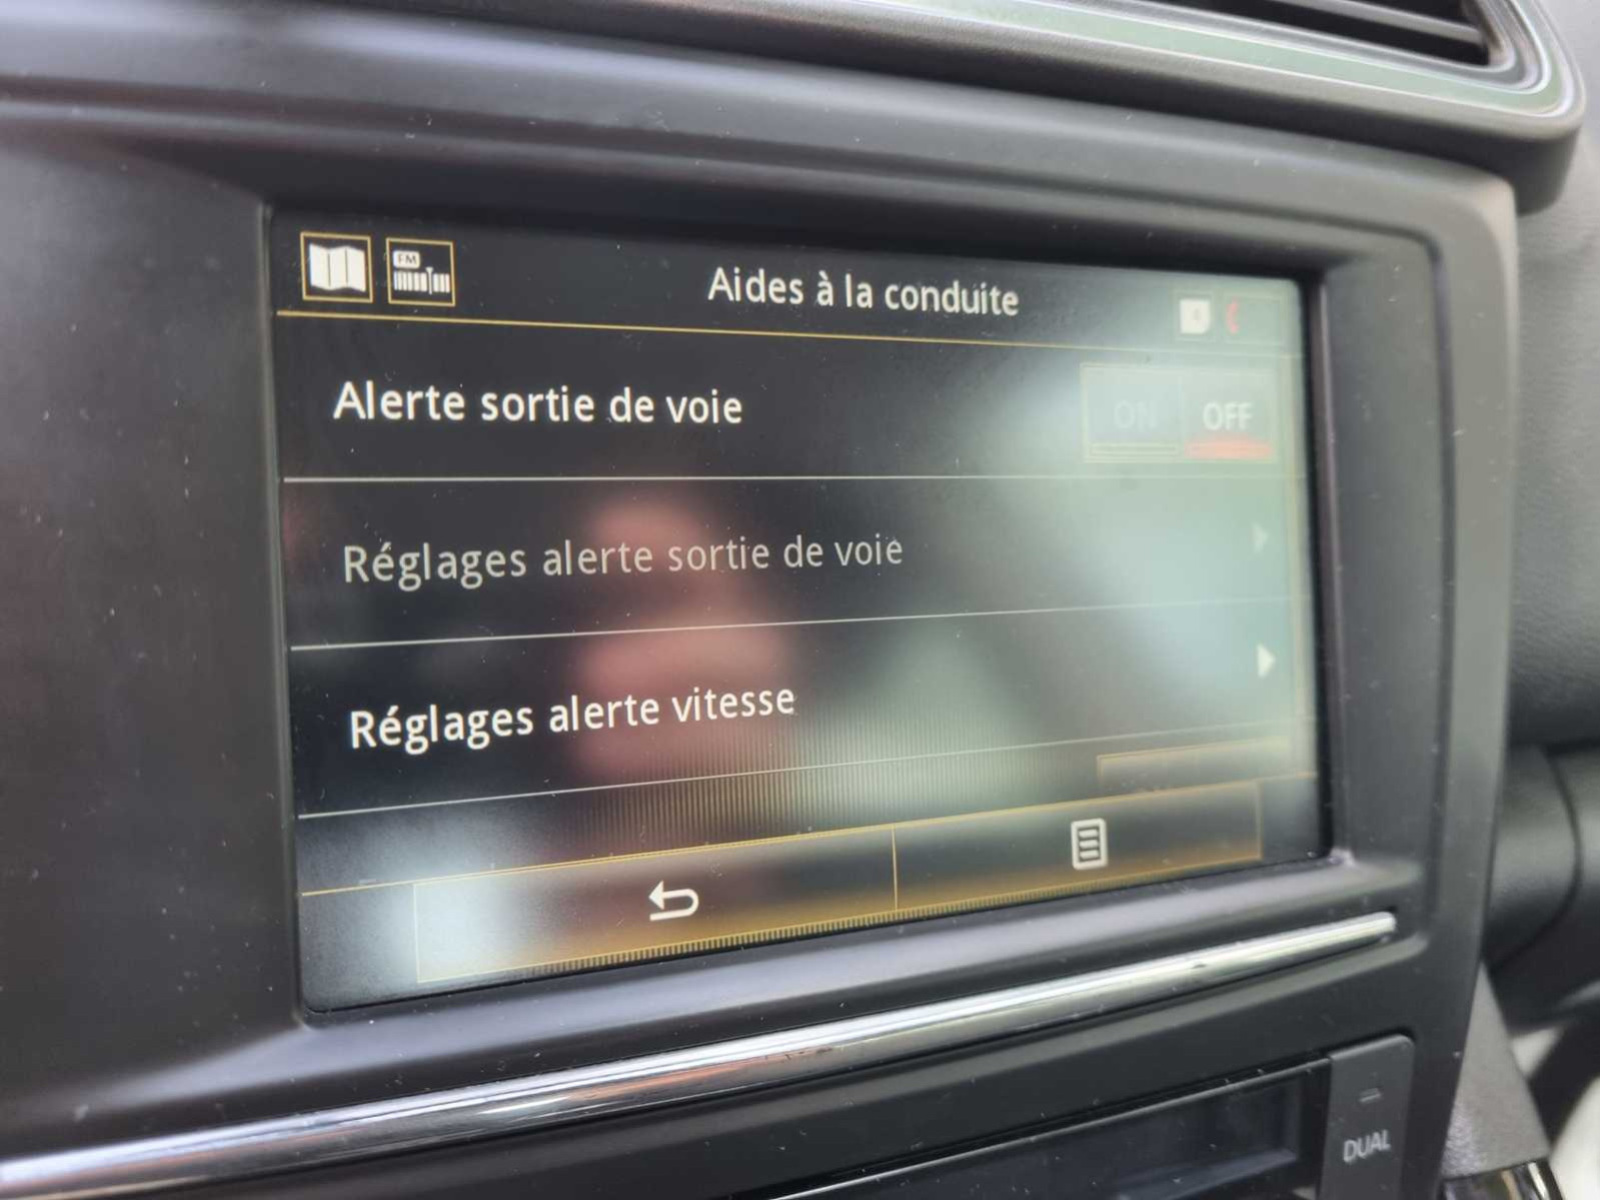 FM
Aides à la conduite
Alerte sortie de voie
ON OFF
Réglages alerte sortie de voie
Réglages alerte vitesse
DUAL